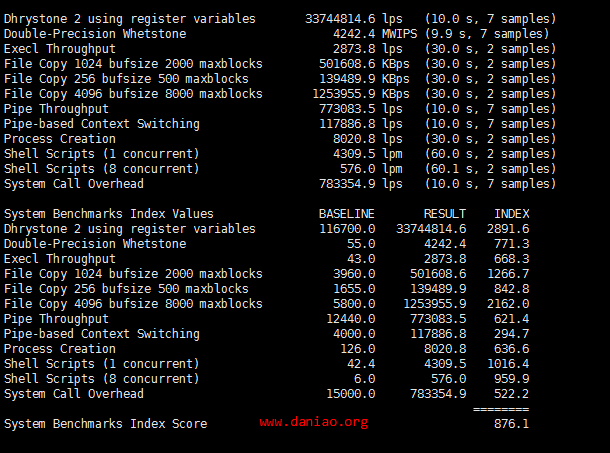 Dhrystone 2 using register variables 33744814.6 lps (10.0 s, 7 samples)
Double-Precision Whetstone 4242.4 MWIPS (9.9 s, 7 samples)
Execl Throughput 2873.8 lps (30.0 s, 2 samples)
File Copy 1024 bufsize 2000 maxblocks 501608.6 KBps (30.0 s, 2 samples)
File Copy 256 bufsize 500 maxblocks 139489.9 KBps (30.0 s, 2 samples)
File Copy 4096 bufsize 8000 maxblocks 1253955.9 KBps (30.0 s, 2 samples)
Pipe Throughput 773083.5 lps (10.0 s, 7 samples)
Pipe-based Context Switching 117886.8 lps (10.0 s, 7 samples)
Process Creation 8020.8 lps (30.0 s, 2 samples)
Shell Scripts (1 concurrent) 4309.5 lpm (60.0 s, 2 samples)
Shell Scripts (8 concurrent) 576.0 lpm (60.1 s, 2 samples)
System Call Overhead 783354.9 lps (10.0 s, 7 samples)
System Benchmarks Index Values BASELINE RESULT INDEX
Dhrystone 2 using register variables 116700.0 33744814.6 2891.6
Double-Precision Whetstone 55.0 4242.4 771.3
Execl Throughput 43.0 2873.8 668.3
File Copy 1024 bufsize 2000 maxblocks 3960.0 501608.6 1266.7
File Copy 256 bufsize 500 maxblocks 1655.0 139489.9 842.8
File Copy 4096 bufsize 8000 maxblocks 5800.0 1253955.9 2162.0
Pipe Throughput 12440.0 773083.5 621.4
Pipe-based Context Switching 4000.0 117886.8 294.7
Process Creation 126.0 8020.8 636.6
Shell Scripts (1 concurrent) 42.4 4309.5 1016.4
Shell Scripts (8 concurrent) 6.0 576.0 959.9
System Call Overhead 15000.0 783354.9 522.2
========
System Benchmarks Index Score www.daniao.org 876.1